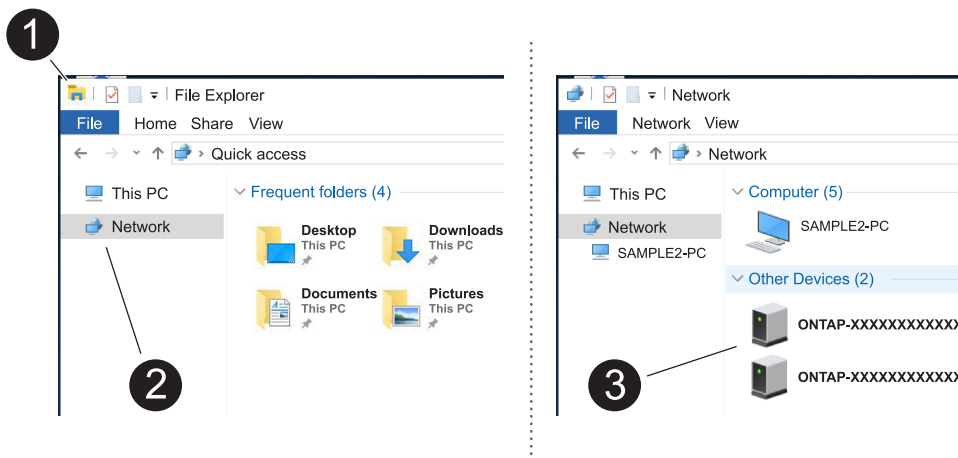 1
File Explorer
File Home Share View
Quick access
This PC
Network
Frequent folders (4)
Desktop
This PC
Downloads
This PC
Documents
This PC
Pictures
This PC
2
Network
File Network View
Network
This PC
Network
SAMPLE2-PC
Computer (5)
SAMPLE2-PC
Other Devices (2)
ONTAP-XXXXXXXXXXXX
ONTAP-XXXXXXXXXXXX
3